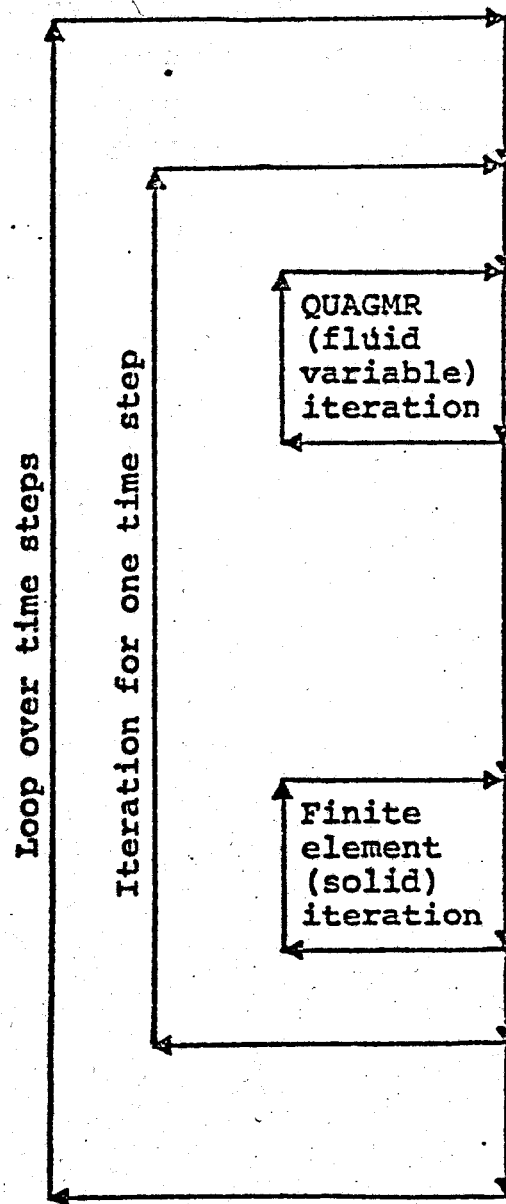 Loop over time steps
Iteration for one time step
QUAGMR
(fluid
variable)
iteration
Finite
element
(solid)
iteration